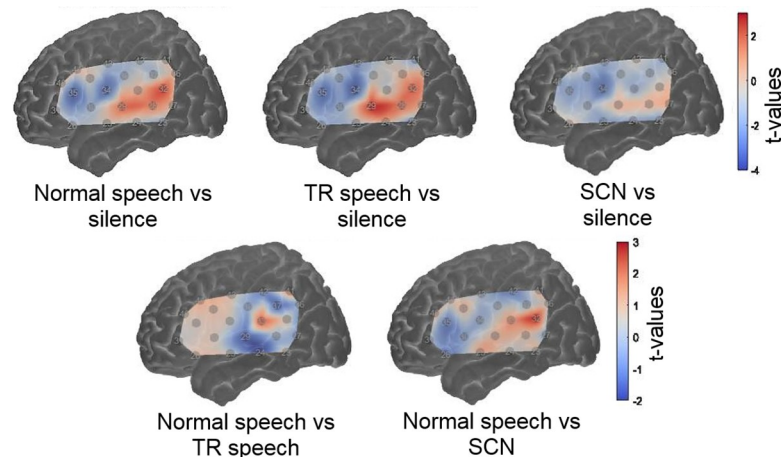 2
0
-2
-4
t-values
Normal speech vs
silence
TR speech vs
silence
SCN vs
silence
3
2
1
0
-1
-2
t-values
Normal speech vs
TR speech
Normal speech vs
SCN